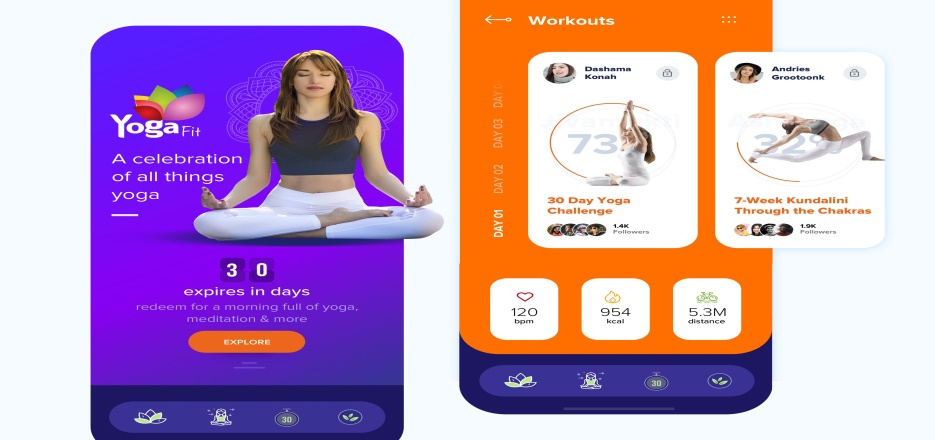 Yoga Fit
A celebration
of all things
yoga
3 0
expires in days
redeem for a morning full of yoga,
meditation & more
EXPLORE
30
Workouts
DAY 03
DAY 02
DAY 01
Dashama
Konah
73
30 Day Yoga
Challenge
1.4K
Followers
Andries
Grootoonk
32%
7-Week Kundalini
Through the Chakras
1.9K
Followers
120
bpm
954
kcal
5.3M
distance
30